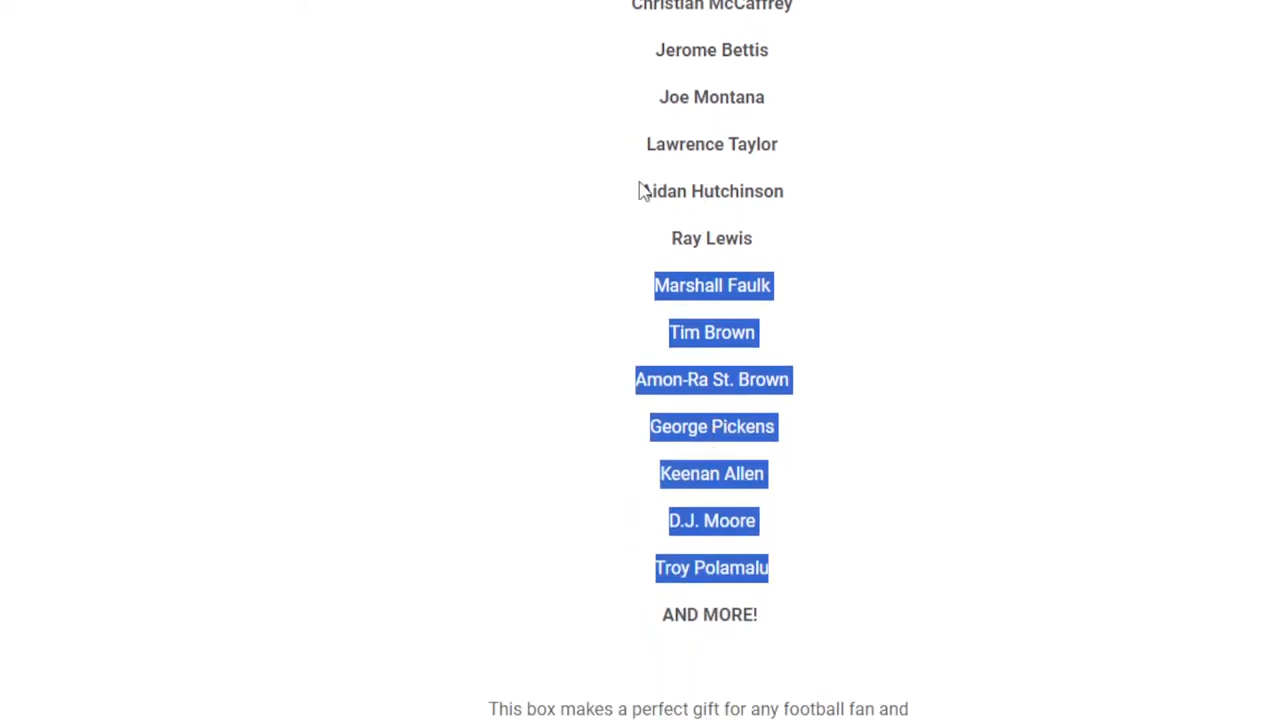 Christian McCaffrey
Jerome Bettis
Joe Montana
Lawrence Taylor
Aidan Hutchinson
Ray Lewis
Marshall Faulk
Tim Brown
Amon-Ra St. Brown
George Pickens
Keenan Allen
D.J. Moore
Troy Polamalu
AND MORE!
This box makes a perfect gift for any football fan and